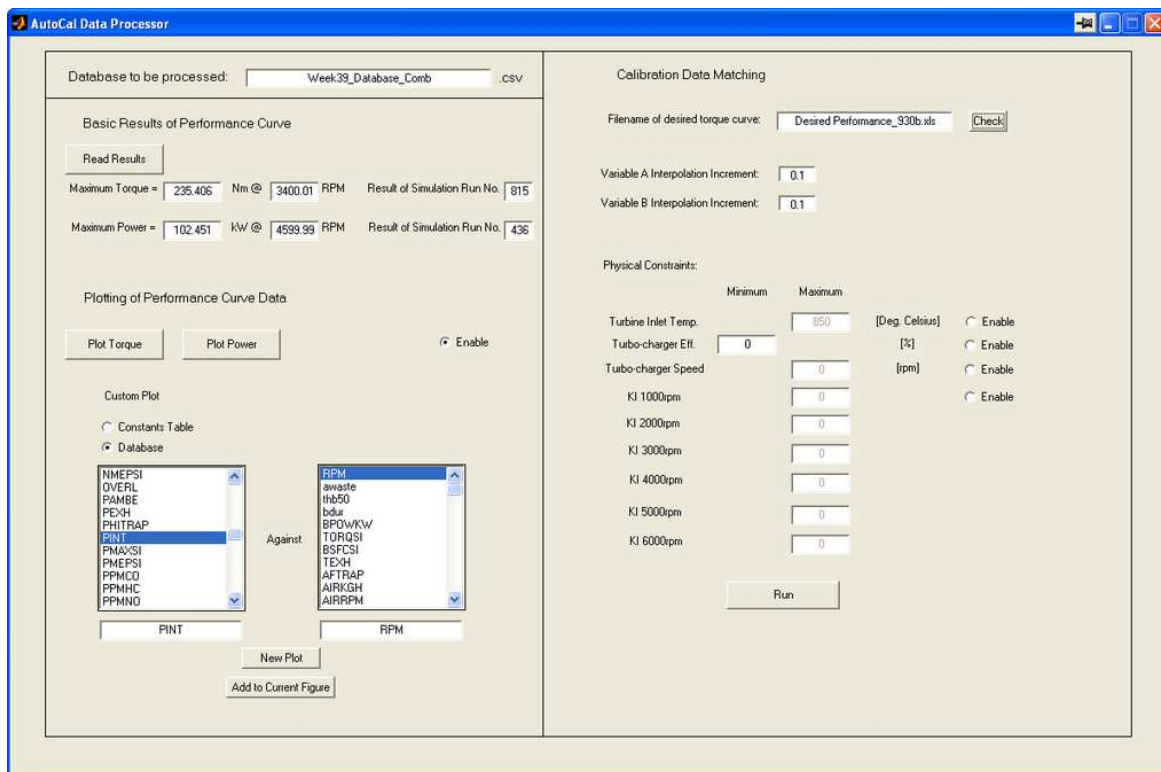 AutoCal Data Processor
Database to be processed: Week39_Database_Comb .csv
Basic Results of Performance Curve
Read Results
Maximum Torque = 235.406 Nm @ 3400.01 RPM Result of Simulation Run No. 815
Maximum Power = 102.451 kW @ 4599.99 RPM Result of Simulation Run No. 436
Plotting of Performance Curve Data
Plot Torque Plot Power Enable
Custom Plot
Constants Table
Database
NMEPSI
OVERL
PAMBE
PEXH
PHITRAP
PINT
PMAXSI
PMEPSI
PPMCO
PPMHC
PPMNO
Against
RPM
awaste
thb50
bdur
BPOWKW
TORQSI
BSFCSI
TEXH
AFTRAP
AIRKGH
AIRRPM
PINT RPM
New Plot
Add to Current Figure
Calibration Data Matching
Filename of desired torque curve: Desired Performance_930b.xls Check
Variable A Interpolation Increment: 0.1
Variable B Interpolation Increment: 0.1
Physical Constraints:
Minimum Maximum
Turbine Inlet Temp. 850 [Deg. Celsius] Enable
Turbo-charger Eff. 0 [%] Enable
Turbo-charger Speed 0 [rpm] Enable
KI 1000rpm 0 Enable
KI 2000rpm 0
KI 3000rpm 0
KI 4000rpm 0
KI 5000rpm 0
KI 6000rpm 0
Run